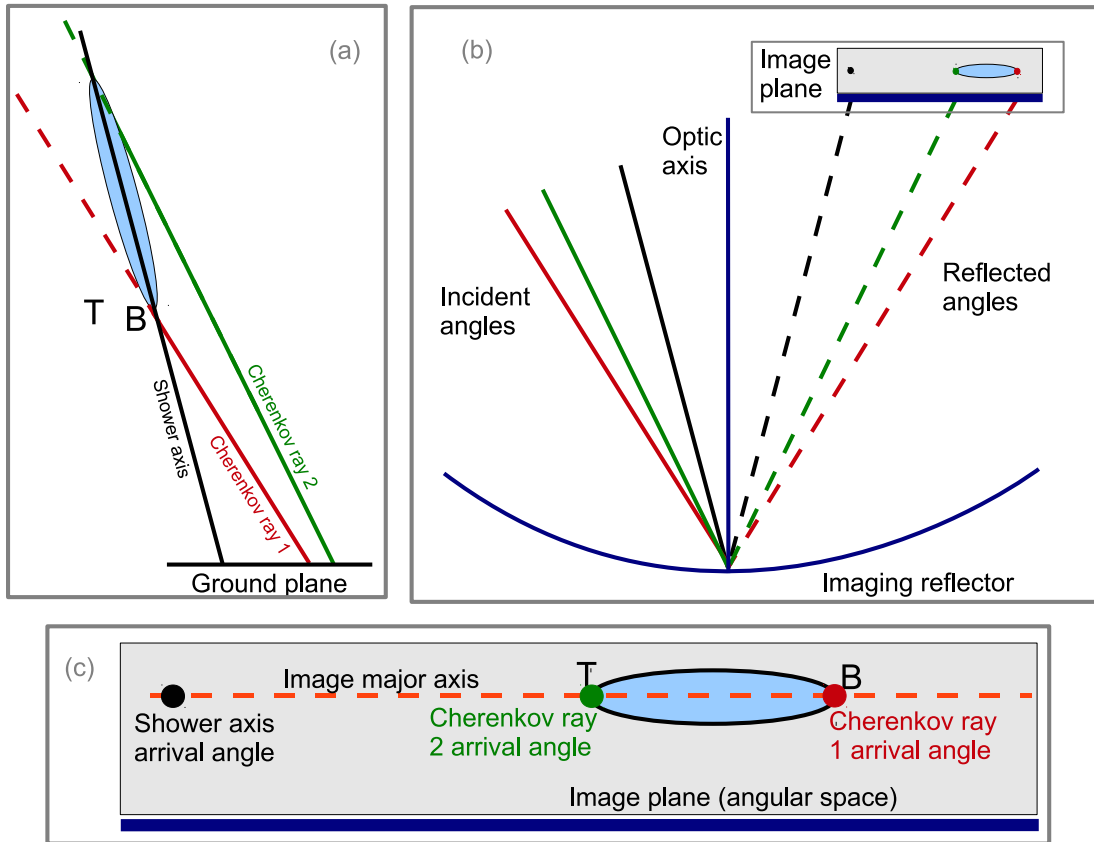 (a)
T
B
Shower axis
Cherenkov ray 1
Cherenkov ray 2
Ground plane
(b)
Image
plane
Optic
axis
Incident
angles
Reflected
angles
Imaging reflector
(c)
Image major axis
T
B
Shower axis
arrival angle
Cherenkov ray
2 arrival angle
Cherenkov ray
1 arrival angle
Image plane (angular space)